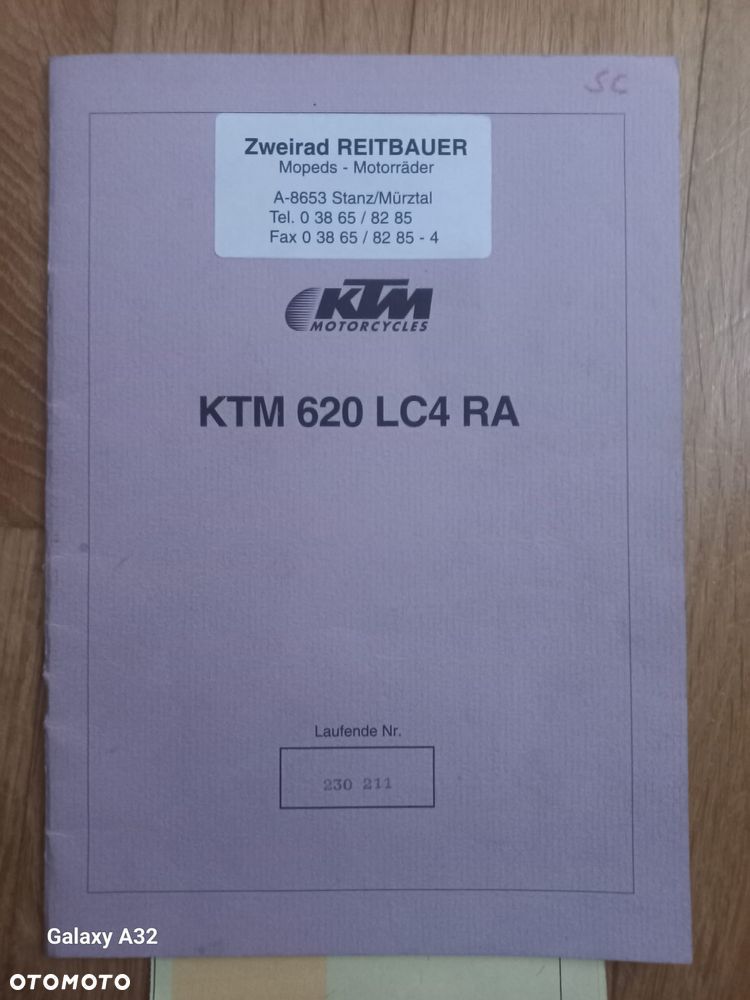 SC
Zweirad REITBAUER
Mopeds - Motorräder
A-8653 Stanz/Mürztal
Tel. 0 38 65 / 82 85
Fax 0 38 65 / 82 85 - 4
KTM
MOTORCYCLES
KTM 620 LC4 RA
Laufende Nr.
230 211
Galaxy A32
OTOMOTO